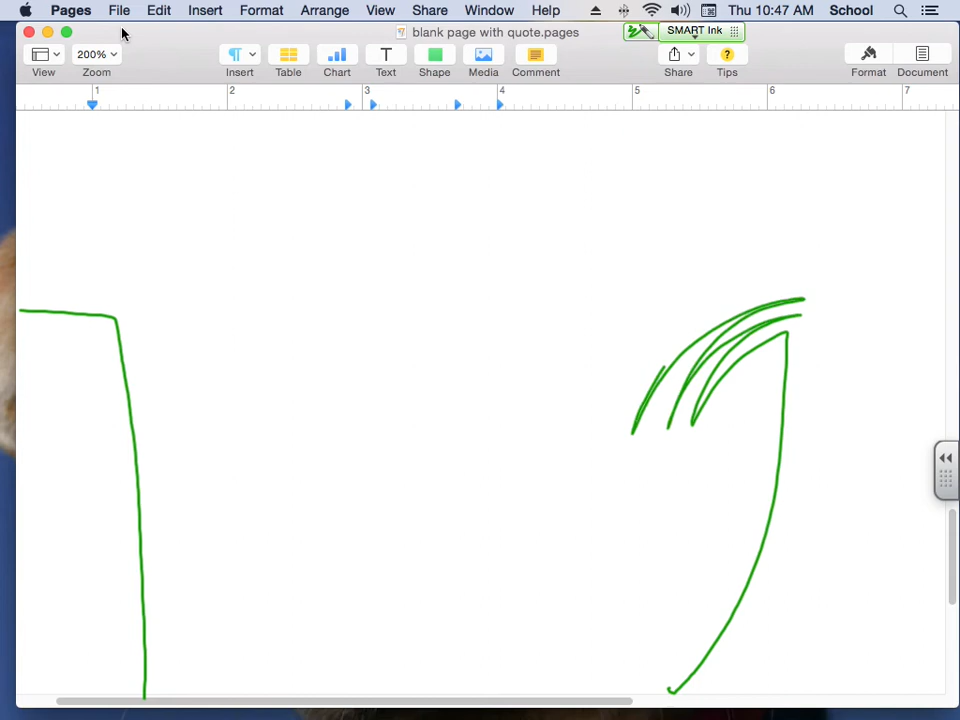 Pages File Edit Insert Format Arrange View Share Window Help Thu 10:47 AM School
blank page with quote.pages SMART Ink
200%
View Zoom Insert Table Chart Text Shape Media Comment Share Tips Format Document
1 2 3 4 5 6 7